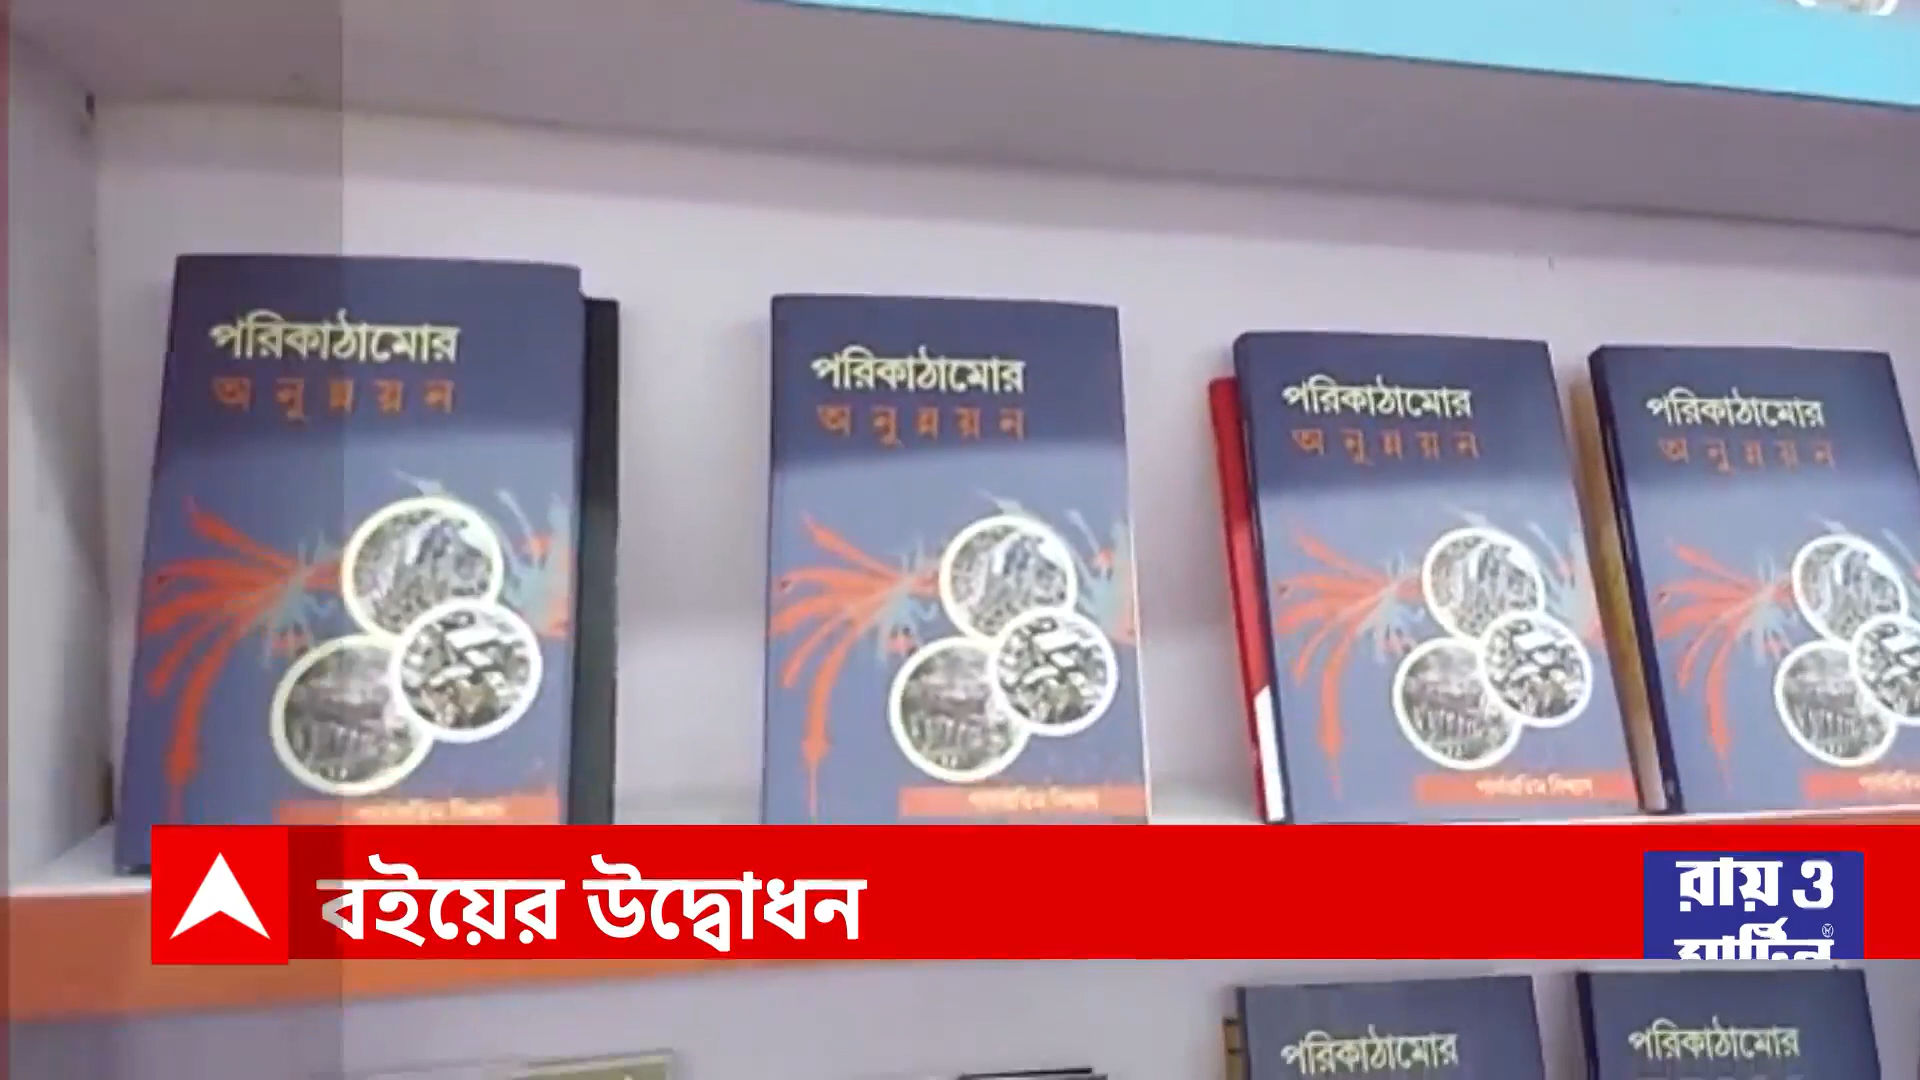 পরিকাঠামোর
অনুন্নয়ন
পরিকাঠামোর
অনুন্নয়ন
পরিকাঠামোর
অনুন্নয়ন
পরিকাঠামোর
অনুন্নয়ন
বইয়ের উদ্বোধন
রায় ও
মার্টিন
পরিকাঠামোর
পরিকাঠামোর